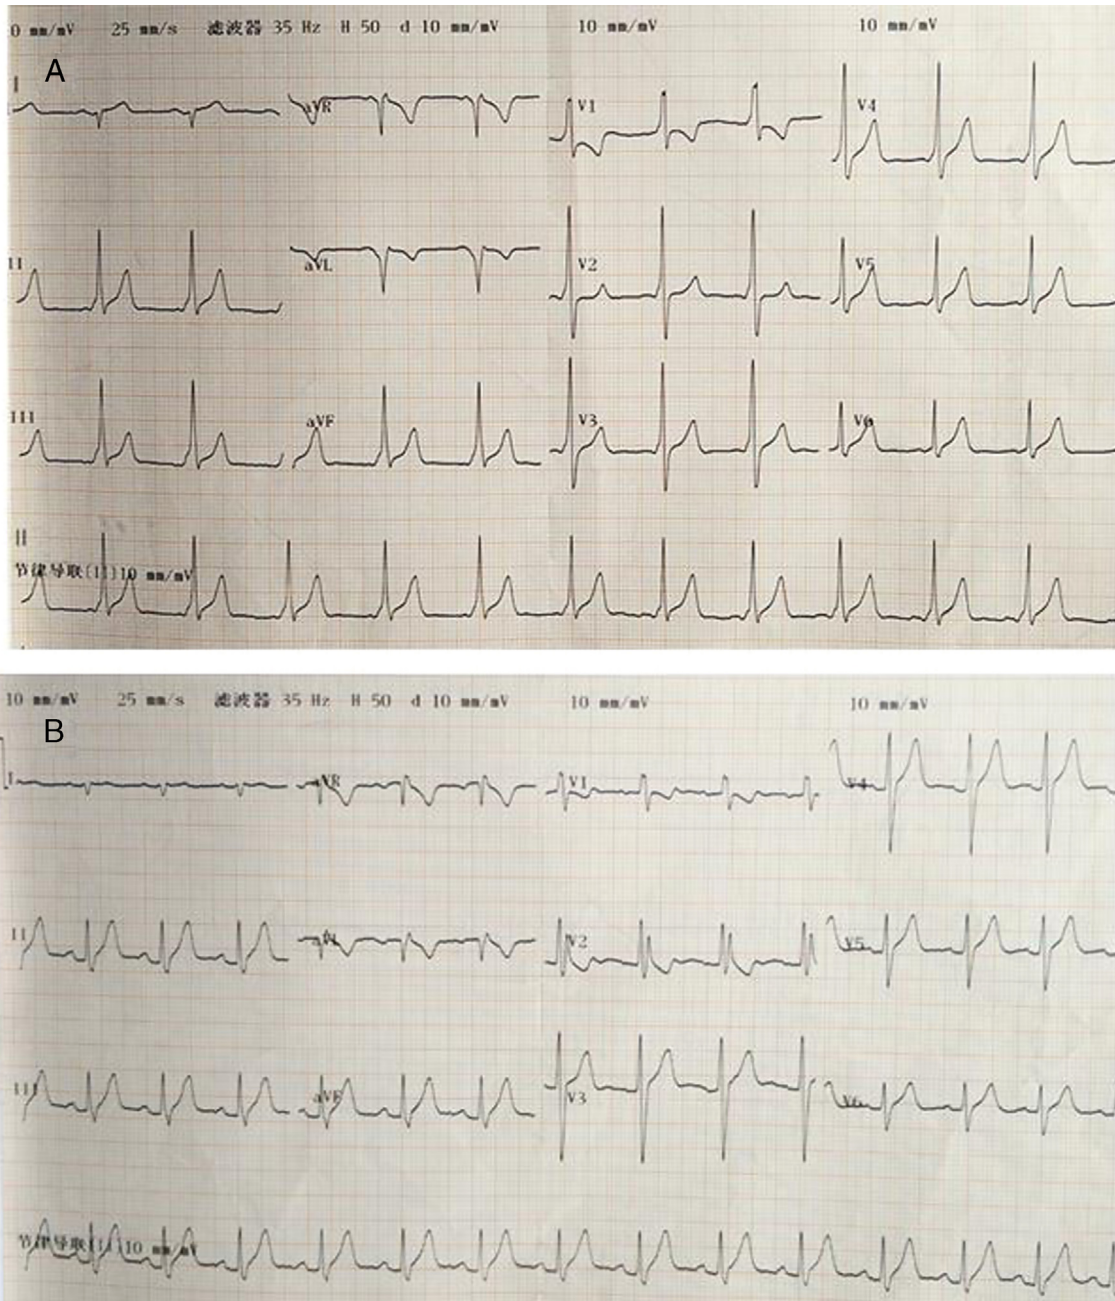 0 mm/mV 25 mm/s 滤波器 35 Hz H 50 d 10 mm/mV 10 mm/mV 10 mm/mV
A
I aVR V1 V4
II aVL V2 V5
III aVF V3 V6
II
节律导联(II)10 mm/mV
10 mm/mV 25 mm/s 滤波器 35 Hz H 50 d 10 mm/mV 10 mm/mV 10 mm/mV
B
I aVR V1 V4
II V2 V5
III aVF V3 V6
节律导联(II)10 mm/mV